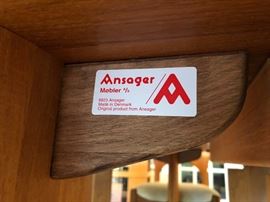 Ansager
Møbler A/S
6823 Ansager
Made in Denmark
Original product from Ansager